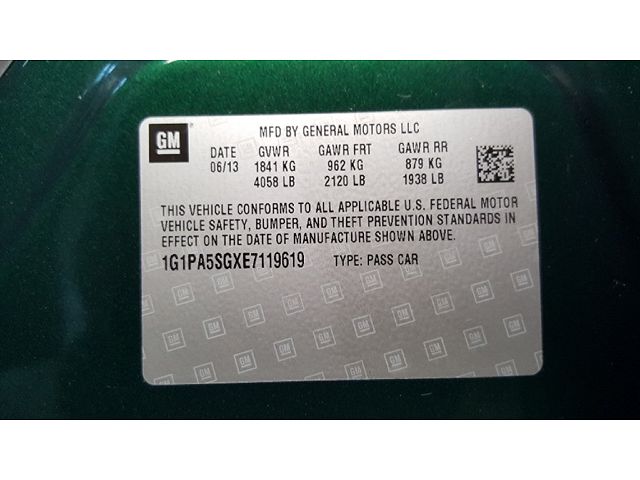 GM
MFD BY GENERAL MOTORS LLC
DATE GVWR GAWR FRT GAWR RR
06/13 1841 KG 962 KG 879 KG
4058 LB 2120 LB 1938 LB
THIS VEHICLE CONFORMS TO ALL APPLICABLE U.S. FEDERAL MOTOR
VEHICLE SAFETY, BUMPER, AND THEFT PREVENTION STANDARDS IN
EFFECT ON THE DATE OF MANUFACTURE SHOWN ABOVE.
1G1PA5SGXE7119619 TYPE: PASS CAR